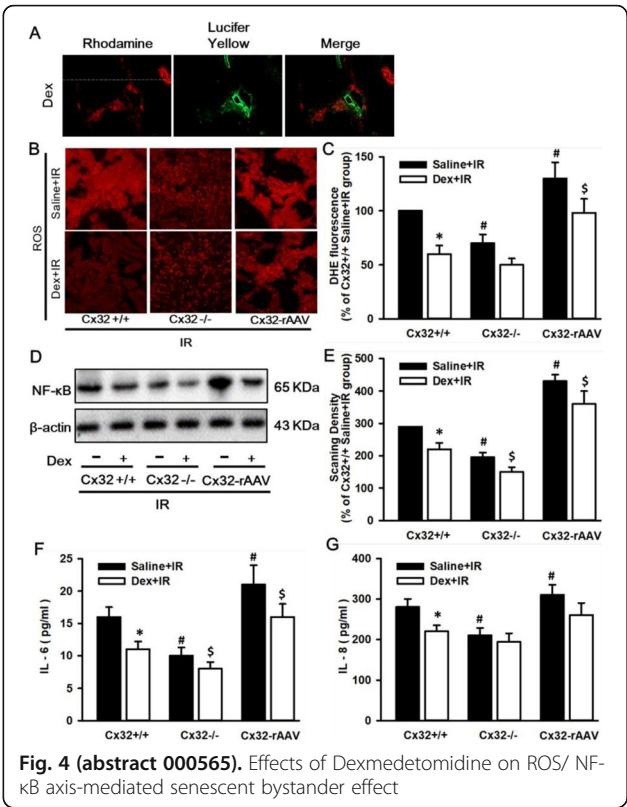 A
Rhodamine
Lucifer
Yellow
Merge
Dex
B
ROS
Saline+IR
Dex+IR
Cx32 +/+
Cx32 -/-
Cx32-rAAV
IR
C
DHE fluorescence
(% of Cx32+/+ Saline+IR group)
150
100
50
0
Saline+IR
Dex+IR
*
#
#
$
Cx32+/+
Cx32-/-
Cx32-rAAV
D
NF-κB
65 KDa
β-actin
43 KDa
Dex
− + − + − +
Cx32 +/+
Cx32 -/-
Cx32-rAAV
IR
E
Scaning Density
(% of Cx32+/+ Saline+IR group)
500
400
300
200
100
0
Saline+IR
Dex+IR
*
#
$
#
$
Cx32+/+
Cx32-/-
Cx32-rAAV
F
IL - 6 ( pg/ml )
25
20
15
10
5
0
Saline+IR
Dex+IR
*
#
$
#
$
Cx32+/+
Cx32-/-
Cx32-rAAV
G
IL - 8 ( pg/ml )
400
300
200
100
0
Saline+IR
Dex+IR
*
#
#
Cx32+/+
Cx32-/-
Cx32-rAAV
Fig. 4 (abstract 000565). Effects of Dexmedetomidine on ROS/ NF-
κB axis-mediated senescent bystander effect